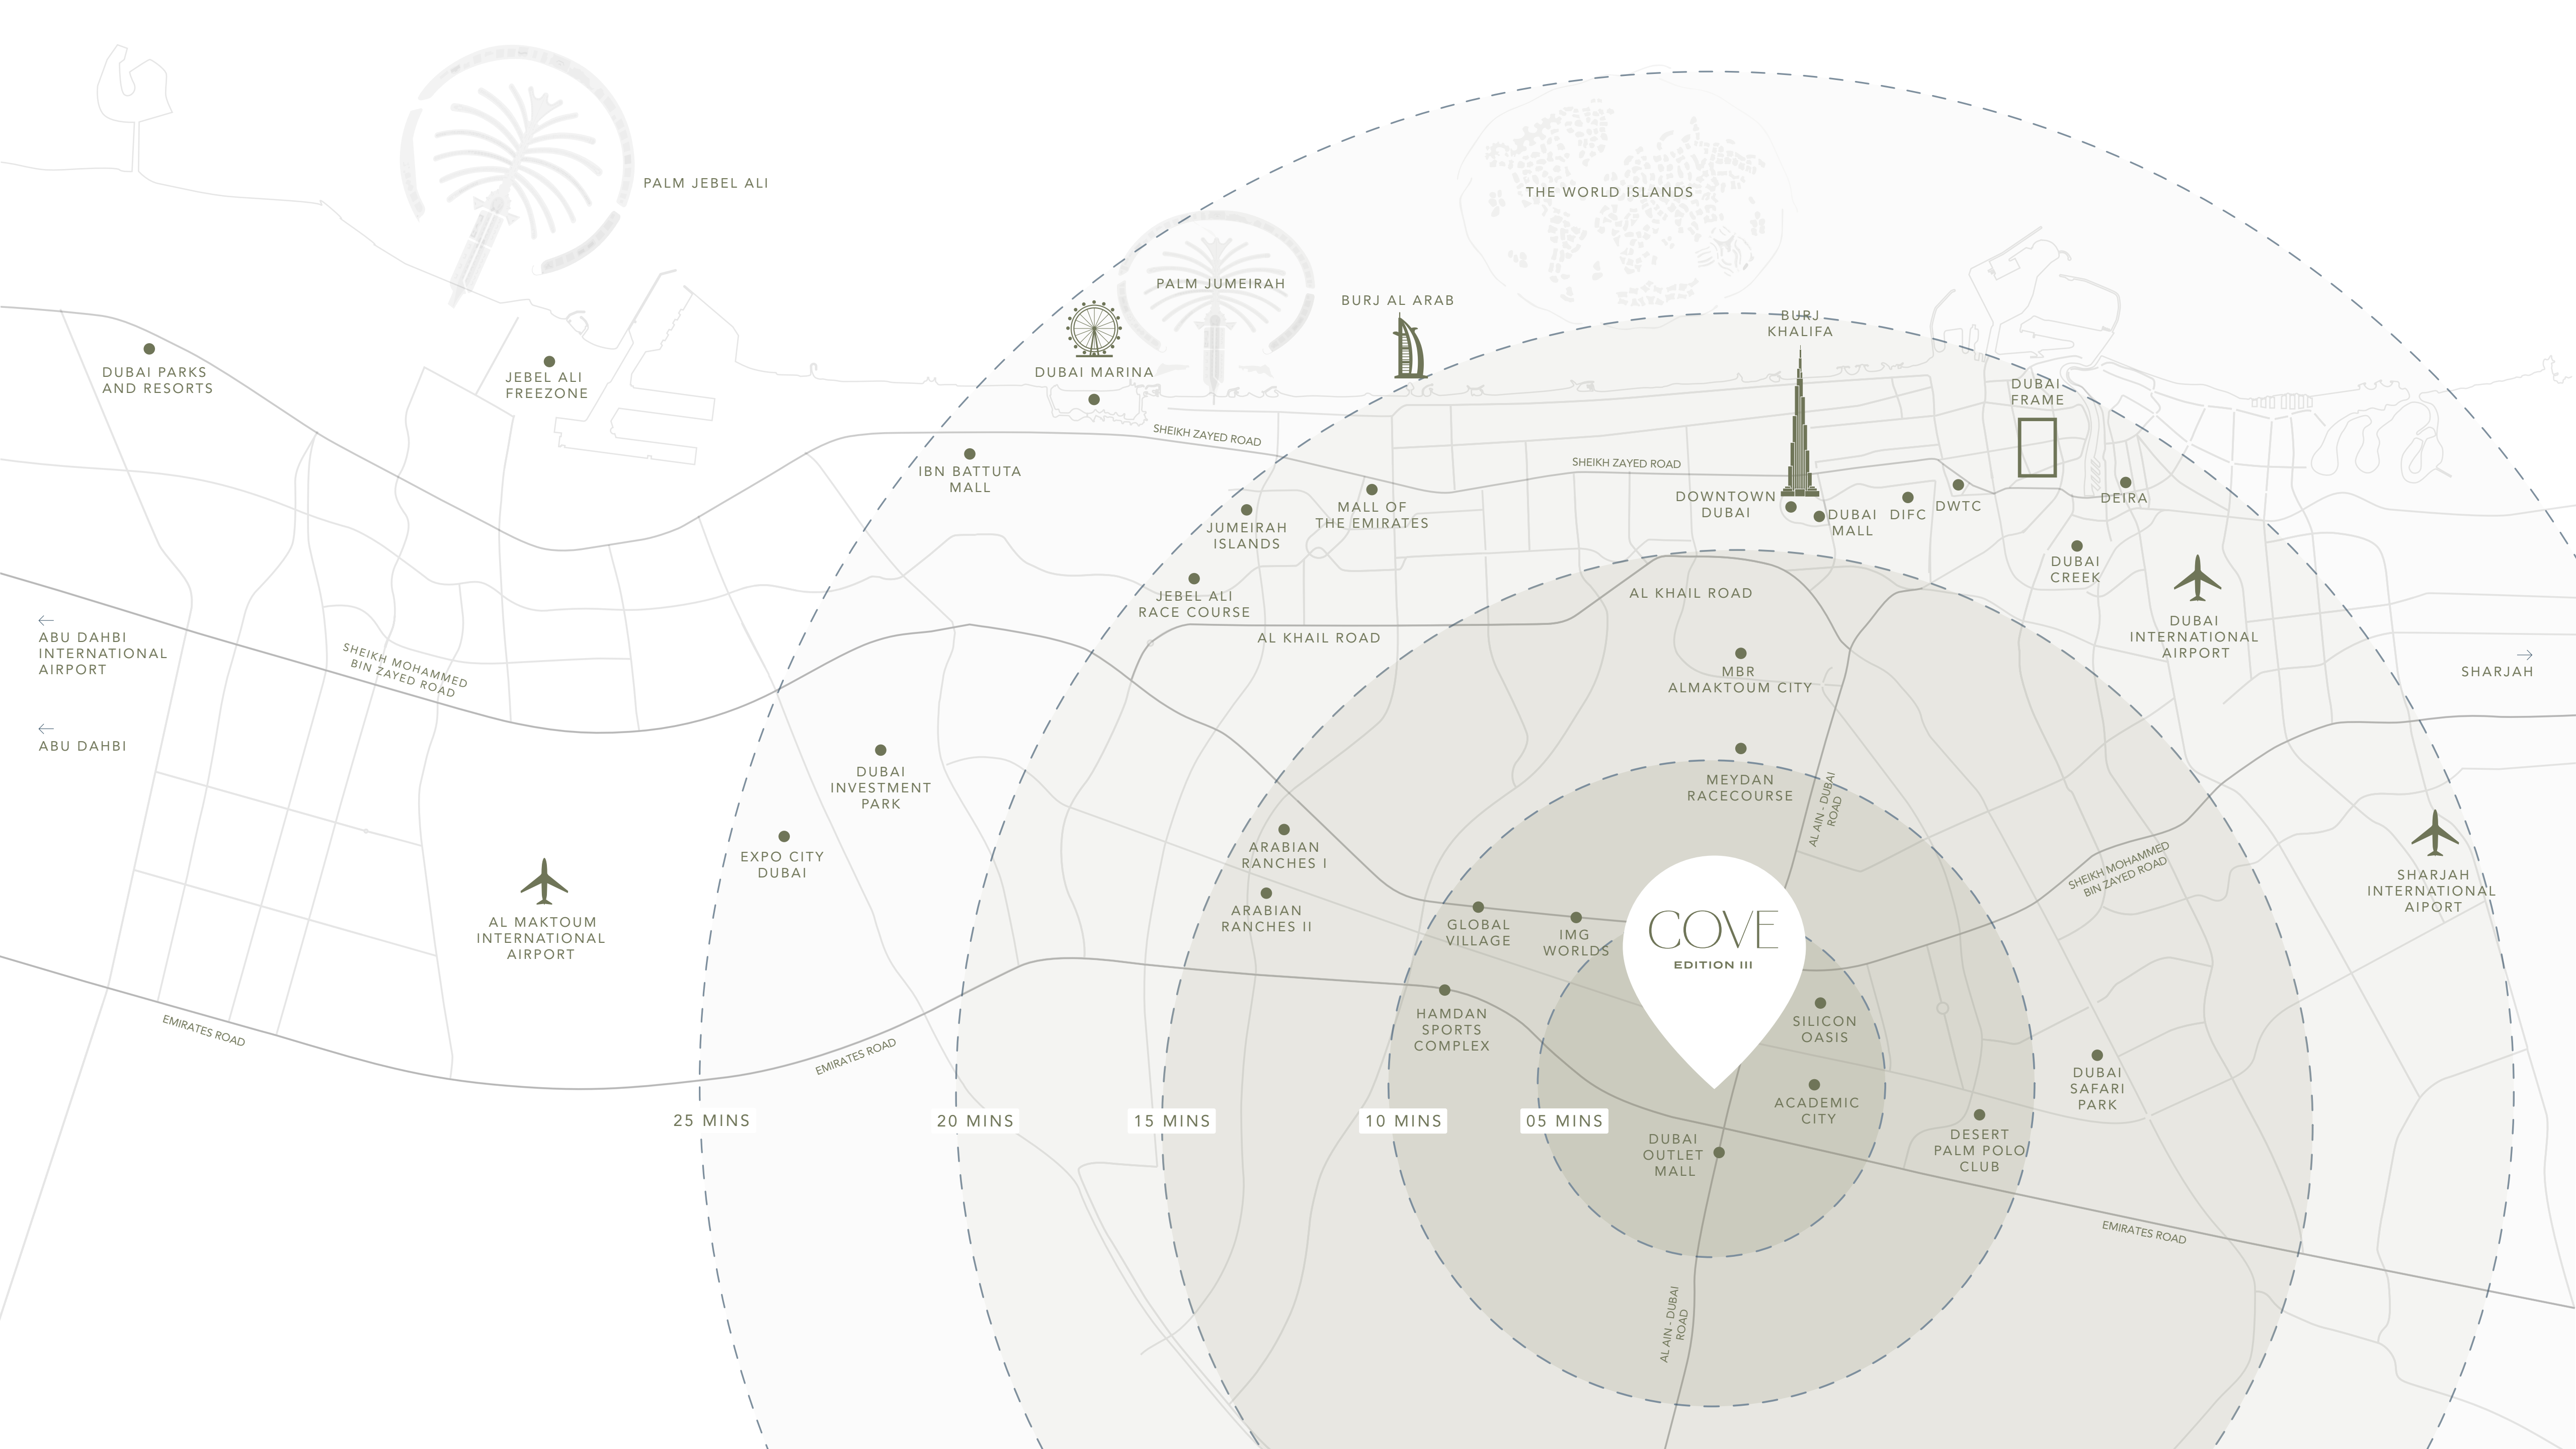 PALM JEBEL ALI
THE WORLD ISLANDS
PALM JUMEIRAH
BURJ AL ARAB
BURJ
KHALIFA
DUBAI PARKS
AND RESORTS
JEBEL ALI
FREEZONE
DUBAI MARINA
DUBAI
FRAME
SHEIKH ZAYED ROAD
SHEIKH ZAYED ROAD
IBN BATTUTA
MALL
MALL OF
THE EMIRATES
JUMEIRAH
ISLANDS
DOWNTOWN
DUBAI
DUBAI
MALL
DIFC
DWTC
DEIRA
DUBAI
CREEK
JEBEL ALI
RACE COURSE
AL KHAIL ROAD
AL KHAIL ROAD
DUBAI
INTERNATIONAL
AIRPORT
ABU DAHBI
INTERNATIONAL
AIRPORT
SHEIKH MOHAMMED
BIN ZAYED ROAD
SHARJAH
MBR
ALMAKTOUM CITY
ABU DAHBI
DUBAI
INVESTMENT
PARK
MEYDAN
RACECOURSE
AL AIN - DUBAI
ROAD
EXPO CITY
DUBAI
ARABIAN
RANCHES I
SHEIKH MOHAMMED
BIN ZAYED ROAD
SHARJAH
INTERNATIONAL
AIPORT
ARABIAN
RANCHES II
AL MAKTOUM
INTERNATIONAL
AIRPORT
GLOBAL
VILLAGE
IMG
WORLDS
COVE
EDITION III
HAMDAN
SPORTS
COMPLEX
SILICON
OASIS
EMIRATES ROAD
EMIRATES ROAD
DUBAI
SAFARI
PARK
ACADEMIC
CITY
25 MINS
20 MINS
15 MINS
10 MINS
05 MINS
DUBAI
OUTLET
MALL
DESERT
PALM POLO
CLUB
EMIRATES ROAD
AL AIN - DUBAI
ROAD